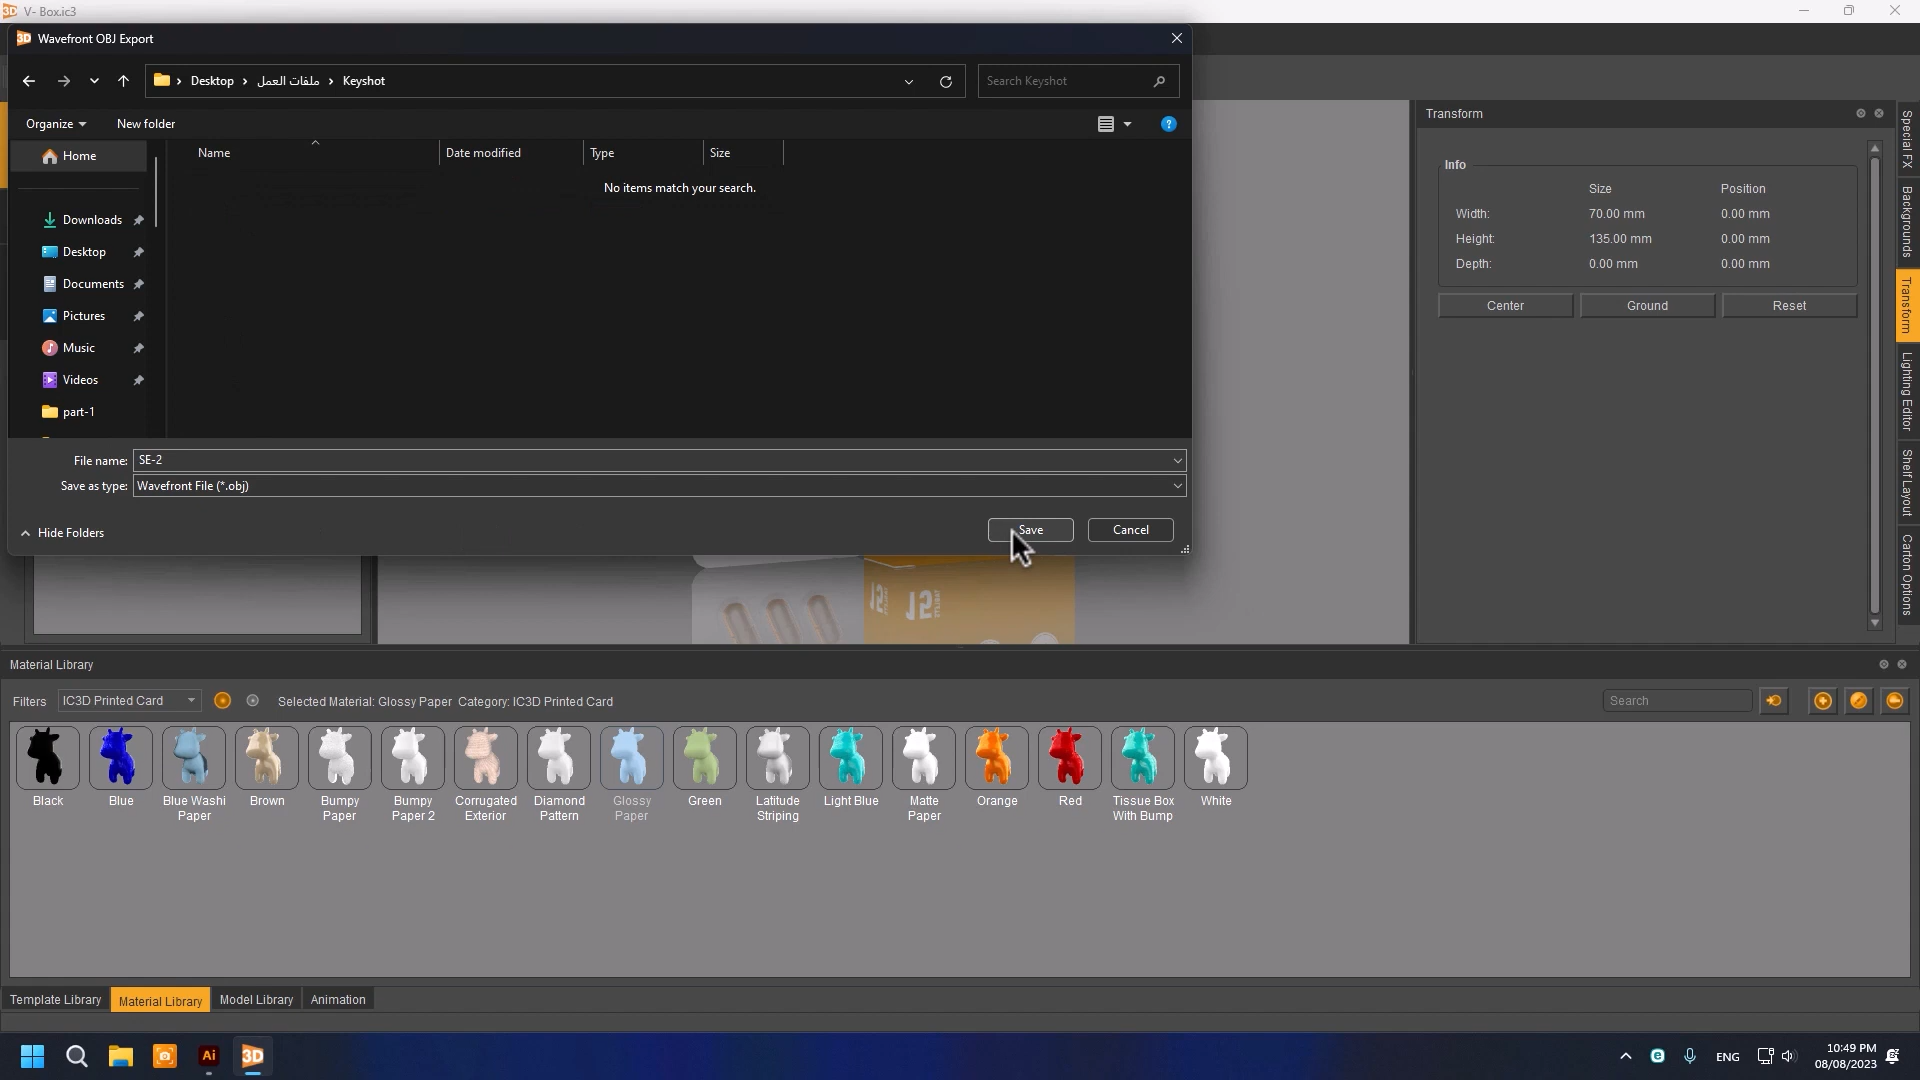 V- Box.ic3
Wavefront OBJ Export
Desktop > ملفات العمل > Keyshot
Search Keyshot
Organize
New folder
Home
Downloads
Desktop
Documents
Pictures
Music
Videos
part-1
Name
Date modified
Type
Size
No items match your search.
File name: SE-2
Save as type: Wavefront File (*.obj)
Hide Folders
Save
Cancel
Transform
Info
Size Position
Width: 70.00 mm 0.00 mm
Height: 135.00 mm 0.00 mm
Depth: 0.00 mm 0.00 mm
Center
Ground
Reset
Special FX
Backgrounds
Transform
Lighting Editor
Shelf Layout
Carton Options
Material Library
Filters IC3D Printed Card
Selected Material: Glossy Paper Category: IC3D Printed Card
Search
Black
Blue
Blue Washi
Paper
Brown
Bumpy
Paper
Bumpy
Paper 2
Corrugated
Exterior
Diamond
Pattern
Glossy
Paper
Green
Latitude
Striping
Light Blue
Matte
Paper
Orange
Red
Tissue Box
With Bump
White
Template Library
Material Library
Model Library
Animation
Ai
3D
ENG
10:49 PM
08/08/2023